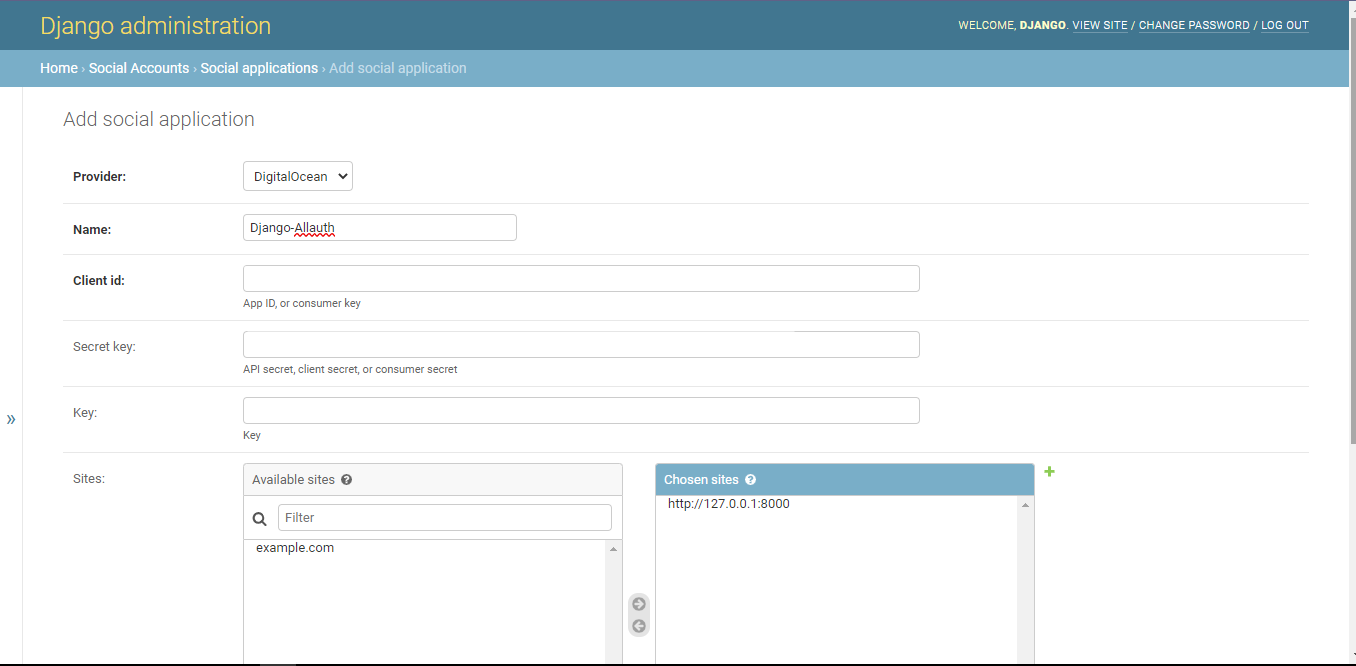 Django administration
WELCOME, DJANGO. VIEW SITE / CHANGE PASSWORD / LOG OUT
Home › Social Accounts › Social applications › Add social application
Add social application
Provider:
DigitalOcean
Name:
Django-Allauth
Client id:
App ID, or consumer key
Secret key:
API secret, client secret, or consumer secret
Key:
Key
»
Sites:
Available sites ?
Chosen sites ?
Filter
http://127.0.0.1:8000
example.com